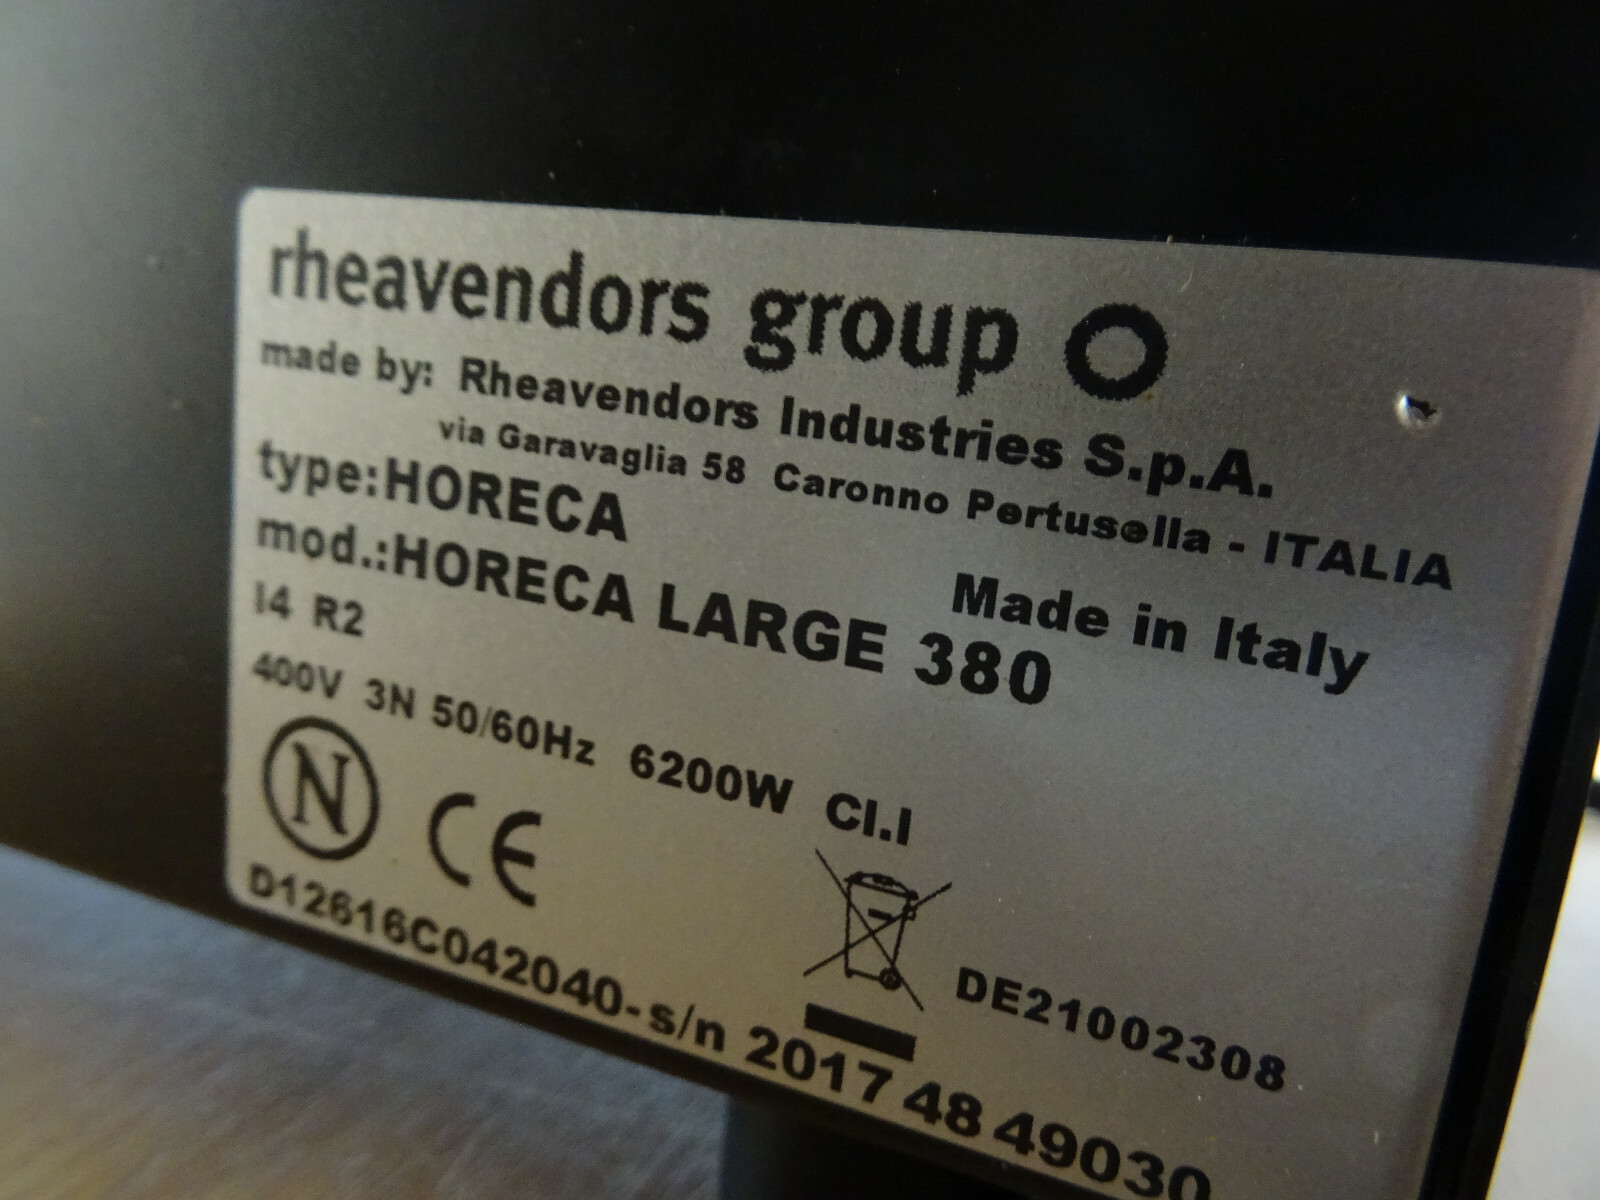 rheavendors group
made by: Rheavendors Industries S.p.A.
via Garavaglia 58 Caronno Pertusella - ITALIA
type:HORECA
Made in Italy
mod.:HORECA LARGE 380
I4 R2
400V 3N 50/60Hz 6200W Cl.I
N CE
DE21002308
D12616C042040-s/n 2017 48 49030